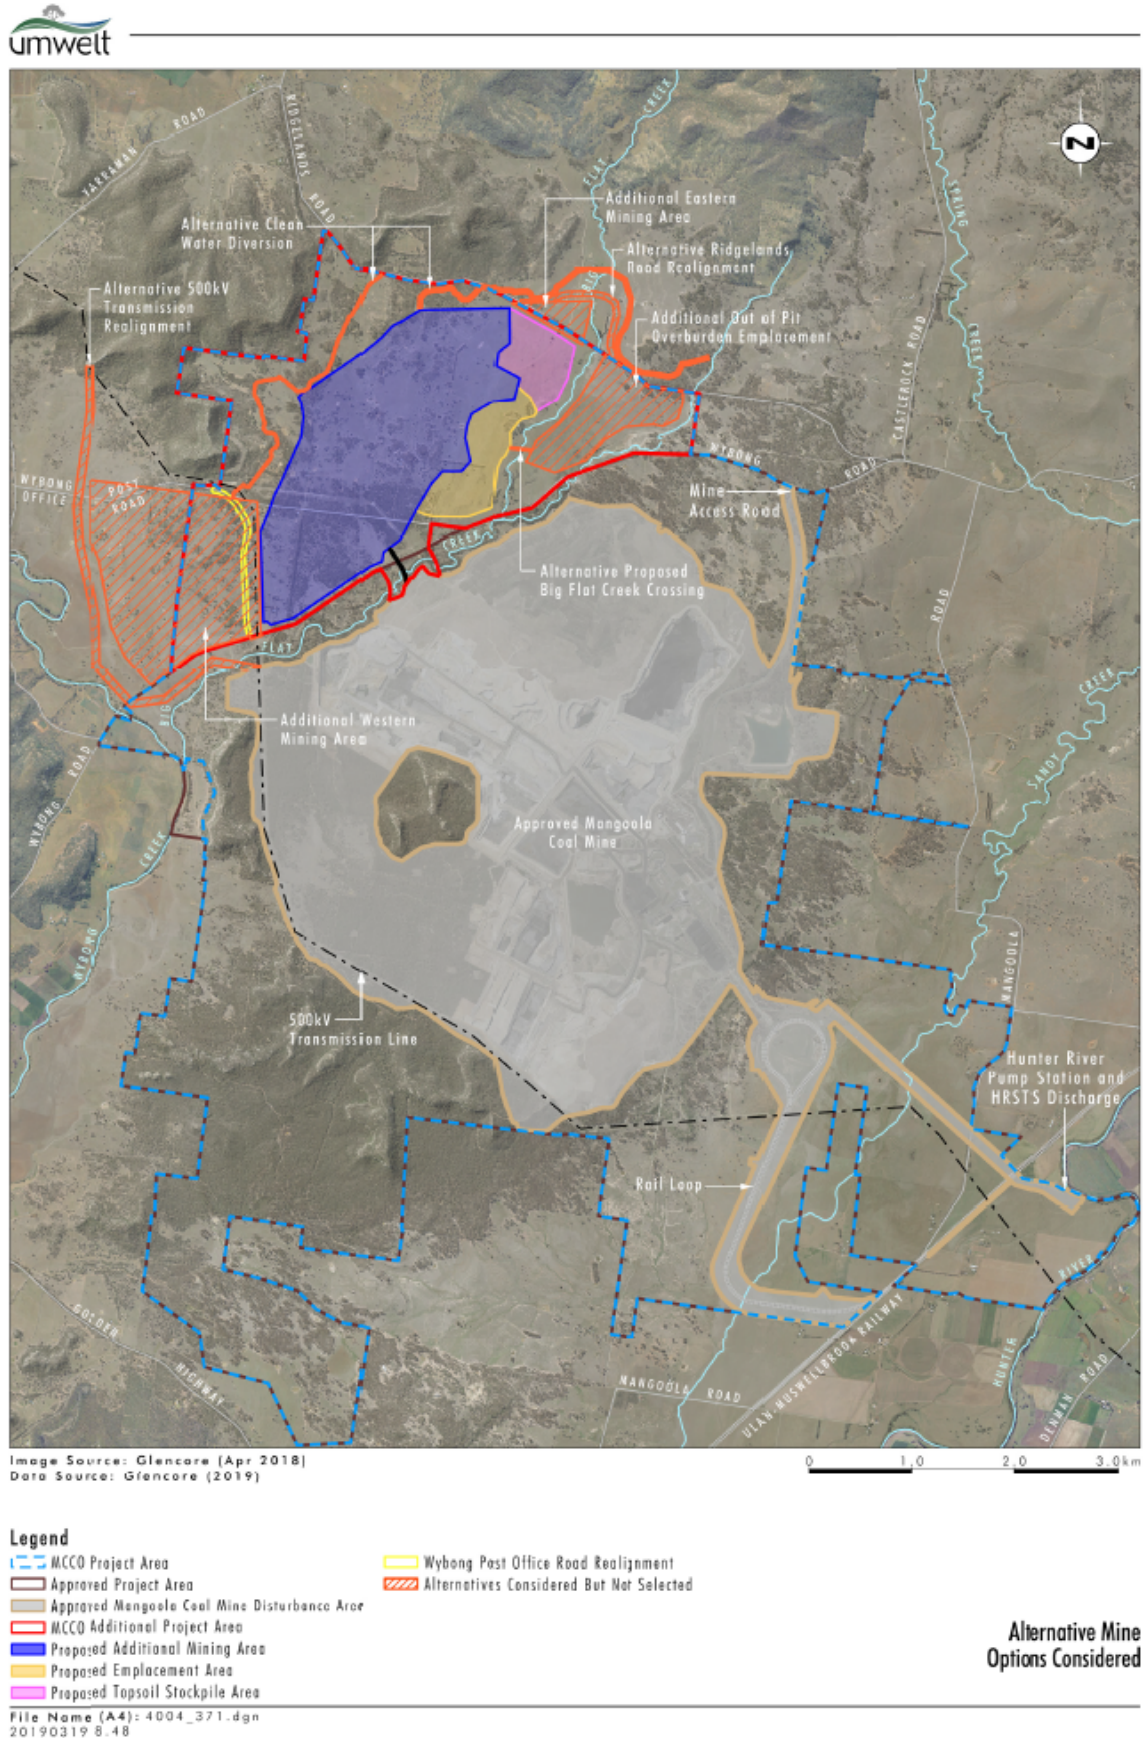 umwelt
CREEK
FLAT
BIG
YARRAMAN ROAD
RIDGELANDS ROAD
N
SPRING
CREEK
Additional Eastern
Mining Area
Alternative Clean
Water Diversion
Alternative Ridgelands
Road Realignment
Alternative 500kV
Transmission
Realignment
Additional Out of Pit
Overburden Emplacement
CASTLEROCK ROAD
WYBONG ROAD
WYBONG POST
OFFICE ROAD
Mine
Access Road
CREEK
Alternative Proposed
Big Flat Creek Crossing
ROAD
FLAT
BIG
CREEK
SANDY
Additional Western
Mining Area
WYBONG ROAD
Approved Mangoola
Coal Mine
CREEK
WYBONG
MANGOOLA
500kV
Transmission Line
Hunter River
Pump Station and
HRSTS Discharge
Rail Loop
RIVER
HUNTER
GOLDEN
HIGHWAY
MANGOOLA ROAD
ULAN-MUSWELLBROOK RAILWAY
DENMAN ROAD
Image Source: Glencore (Apr 2018)
Data Source: Glencore (2019)
0 1.0 2.0 3.0km
Legend
MCCO Project Area
Approved Project Area
Approved Mangoola Coal Mine Disturbance Area
MCCO Additional Project Area
Proposed Additional Mining Area
Proposed Emplacement Area
Proposed Topsoil Stockpile Area
Wybong Post Office Road Realignment
Alternatives Considered But Not Selected
Alternative Mine
Options Considered
File Name (A4): 4004_371.dgn
20190319 8.48